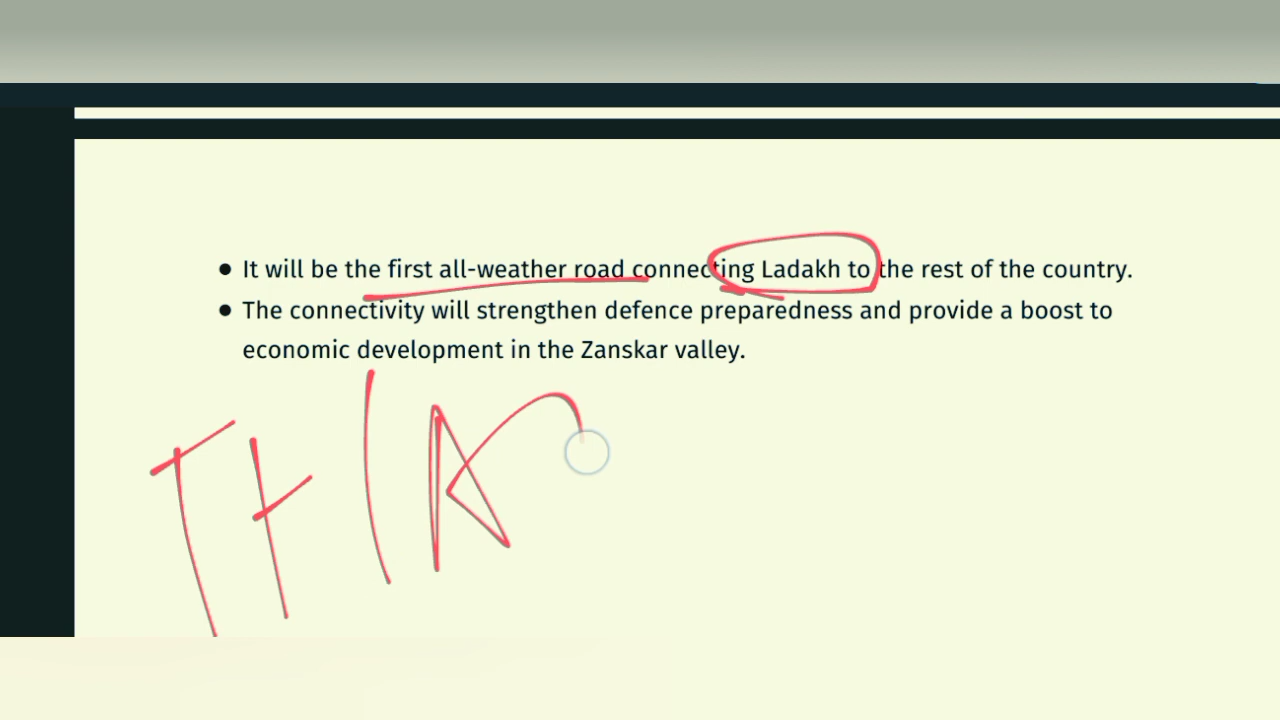 ● It will be the first all-weather road connecting Ladakh to the rest of the country.
● The connectivity will strengthen defence preparedness and provide a boost to
economic development in the Zanskar valley.